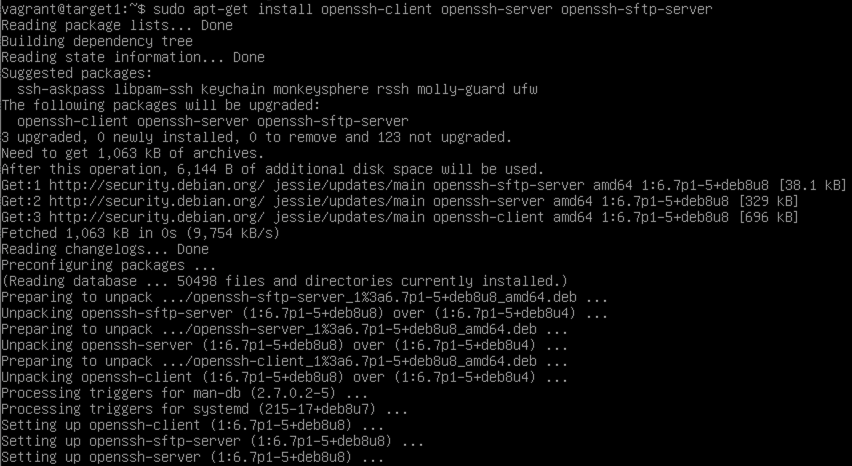 vagrant@target1:~$ sudo apt-get install openssh-client openssh-server openssh-sftp-server
Reading package lists... Done
Building dependency tree
Reading state information... Done
Suggested packages:
  ssh-askpass libpam-ssh keychain monkeysphere rssh molly-guard ufw
The following packages will be upgraded:
  openssh-client openssh-server openssh-sftp-server
3 upgraded, 0 newly installed, 0 to remove and 123 not upgraded.
Need to get 1,063 kB of archives.
After this operation, 6,144 B of additional disk space will be used.
Get:1 http://security.debian.org/ jessie/updates/main openssh-sftp-server amd64 1:6.7p1-5+deb8u8 [38.1 kB]
Get:2 http://security.debian.org/ jessie/updates/main openssh-server amd64 1:6.7p1-5+deb8u8 [329 kB]
Get:3 http://security.debian.org/ jessie/updates/main openssh-client amd64 1:6.7p1-5+deb8u8 [696 kB]
Fetched 1,063 kB in 0s (9,754 kB/s)
Reading changelogs... Done
Preconfiguring packages ...
(Reading database ... 50498 files and directories currently installed.)
Preparing to unpack .../openssh-sftp-server_1%3a6.7p1-5+deb8u8_amd64.deb ...
Unpacking openssh-sftp-server (1:6.7p1-5+deb8u8) over (1:6.7p1-5+deb8u4) ...
Preparing to unpack .../openssh-server_1%3a6.7p1-5+deb8u8_amd64.deb ...
Unpacking openssh-server (1:6.7p1-5+deb8u8) over (1:6.7p1-5+deb8u4) ...
Preparing to unpack .../openssh-client_1%3a6.7p1-5+deb8u8_amd64.deb ...
Unpacking openssh-client (1:6.7p1-5+deb8u8) over (1:6.7p1-5+deb8u4) ...
Processing triggers for man-db (2.7.0.2-5) ...
Processing triggers for systemd (215-17+deb8u7) ...
Setting up openssh-client (1:6.7p1-5+deb8u8) ...
Setting up openssh-sftp-server (1:6.7p1-5+deb8u8) ...
Setting up openssh-server (1:6.7p1-5+deb8u8) ...